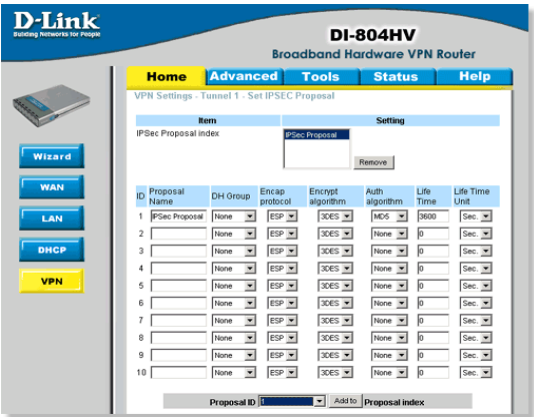 D-Link
Building Networks for People
DI-804HV
Broadband Hardware VPN Router
Home Advanced Tools Status Help
VPN Settings - Tunnel 1 - Set IPSEC Proposal
Item Setting
IPSec Proposal index IPSec Proposal Remove
ID Proposal Name DH Group Encap protocol Encrypt algorithm Auth algorithm Life Time Life Time Unit
1 IPSec Proposal None ESP 3DES MD5 3600 Sec.
2 None ESP 3DES None 0 Sec.
3 None ESP 3DES None 0 Sec.
4 None ESP 3DES None 0 Sec.
5 None ESP 3DES None 0 Sec.
6 None ESP 3DES None 0 Sec.
7 None ESP 3DES None 0 Sec.
8 None ESP 3DES None 0 Sec.
9 None ESP 3DES None 0 Sec.
10 None ESP 3DES None 0 Sec.
Proposal ID 1 Add to Proposal index
Wizard
WAN
LAN
DHCP
VPN